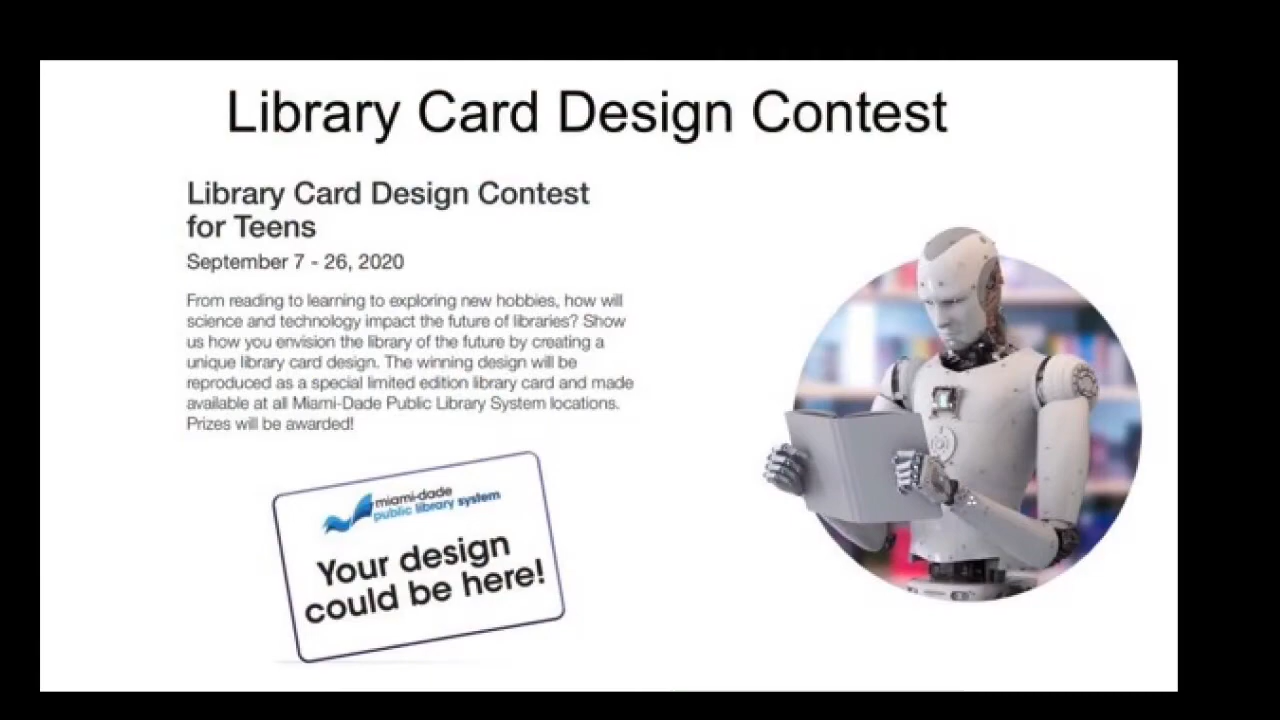 Library Card Design Contest
Library Card Design Contest
for Teens
September 7 - 26, 2020
From reading to learning to exploring new hobbies, how will
science and technology impact the future of libraries? Show
us how you envision the library of the future by creating a
unique library card design. The winning design will be
reproduced as a special limited edition library card and made
available at all Miami-Dade Public Library System locations.
Prizes will be awarded!
miami-dade
public library system
Your design
could be here!